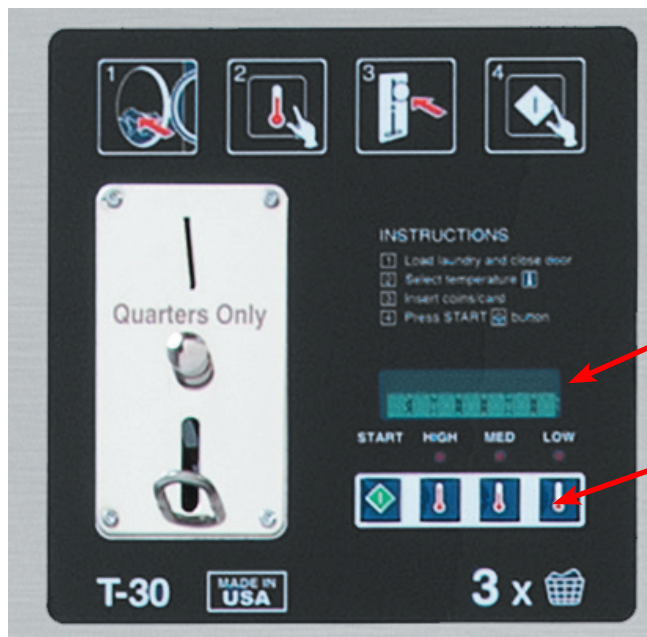 1
2
3
4
INSTRUCTIONS
1 Load laundry and close door
2 Select temperature
3 Insert coins/card
4 Press START button
Quarters Only
START HIGH MED LOW
T-30
MADE IN
USA
3 x